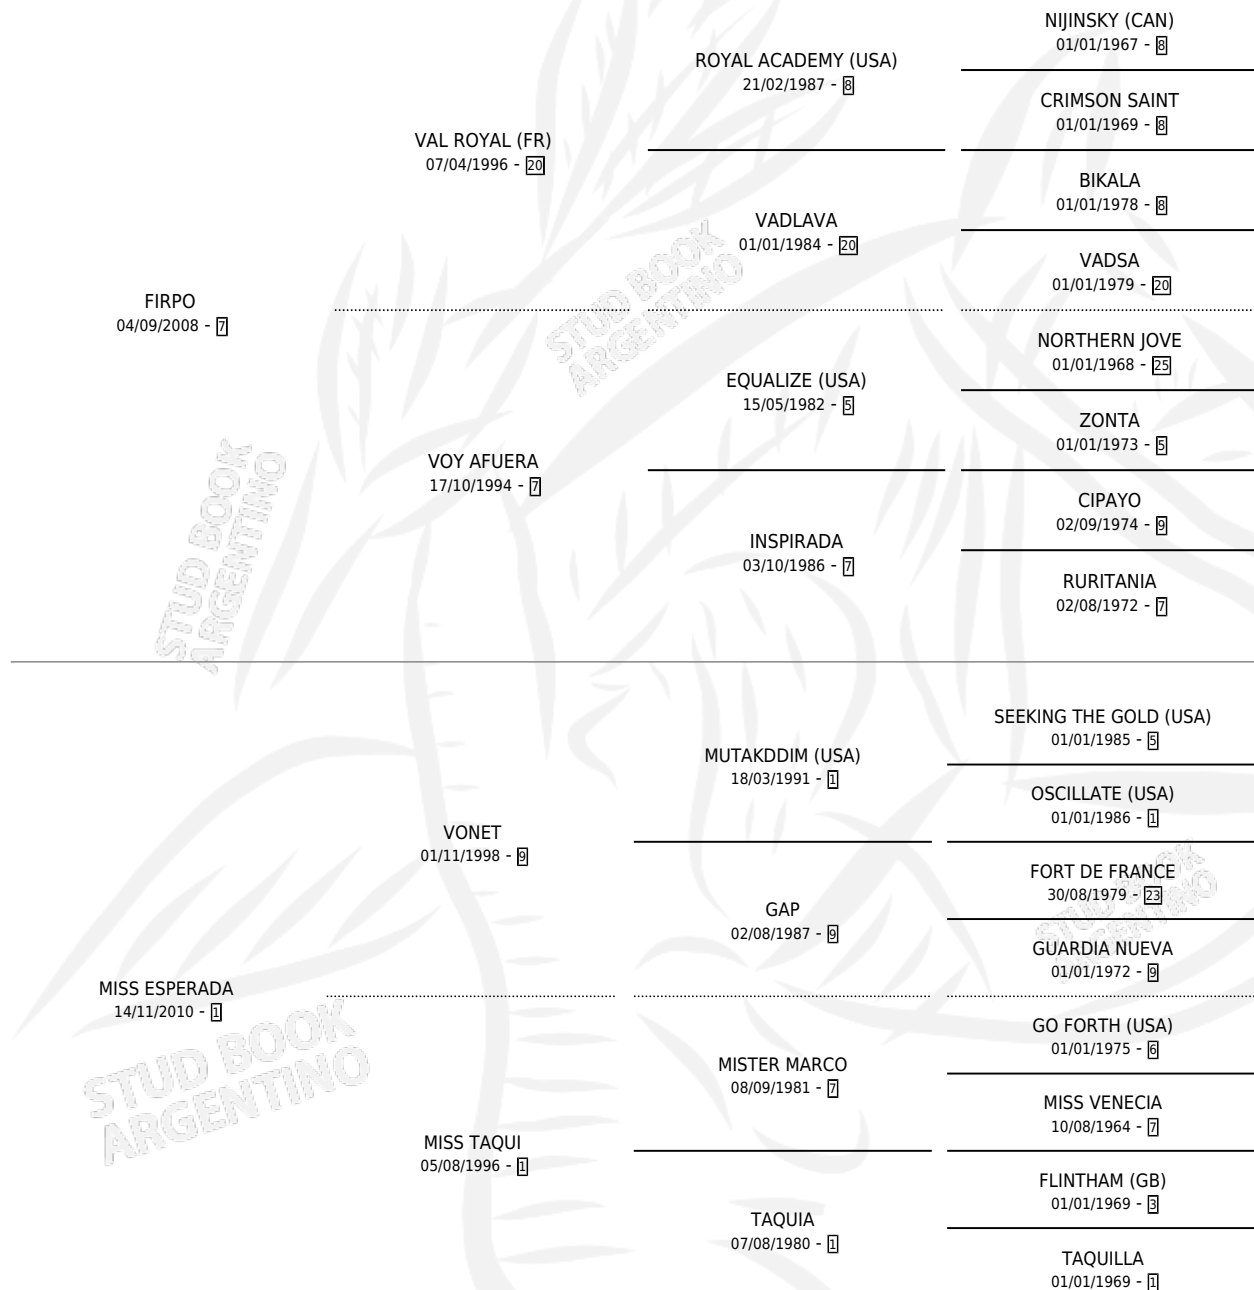 NIJINSKY (CAN)
01/01/1967 - 8
ROYAL ACADEMY (USA)
21/02/1987 - 8
CRIMSON SAINT
01/01/1969 - 8
VAL ROYAL (FR)
07/04/1996 - 20
BIKALA
01/01/1978 - 8
VADLAVA
01/01/1984 - 20
VADSA
01/01/1979 - 20
FIRPO
04/09/2008 - 7
NORTHERN JOVE
01/01/1968 - 25
EQUALIZE (USA)
15/05/1982 - 5
ZONTA
01/01/1973 - 5
VOY AFUERA
17/10/1994 - 7
CIPAYO
02/09/1974 - 9
INSPIRADA
03/10/1986 - 7
RURITANIA
02/08/1972 - 7
SEEKING THE GOLD (USA)
01/01/1985 - 5
MUTAKDDIM (USA)
18/03/1991 - 1
OSCILLATE (USA)
01/01/1986 - 1
VONET
01/11/1998 - 9
FORT DE FRANCE
30/08/1979 - 23
GAP
02/08/1987 - 9
GUARDIA NUEVA
01/01/1972 - 9
MISS ESPERADA
14/11/2010 - 1
GO FORTH (USA)
01/01/1975 - 6
MISTER MARCO
08/09/1981 - 7
MISS VENECIA
10/08/1964 - 7
MISS TAQUI
05/08/1996 - 1
FLINTHAM (GB)
01/01/1969 - 3
TAQUIA
07/08/1980 - 1
TAQUILLA
01/01/1969 - 1
STUD BOOK
ARGENTINO
STUD BOOK
ARGENTINO
STUD BOOK
ARGENTINO
STUD BOOK
ARGENTINO